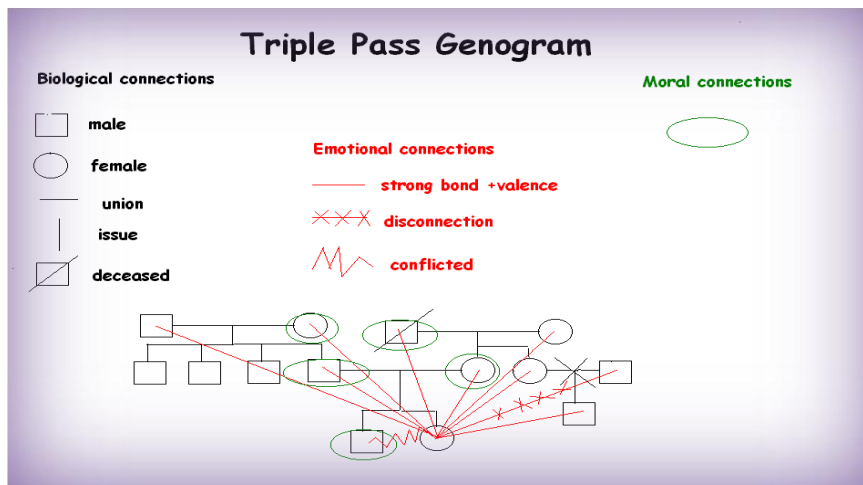 Triple Pass Genogram
Biological connections
male
female
union
issue
deceased
Emotional connections
strong bond +valence
disconnection
conflicted
Moral connections